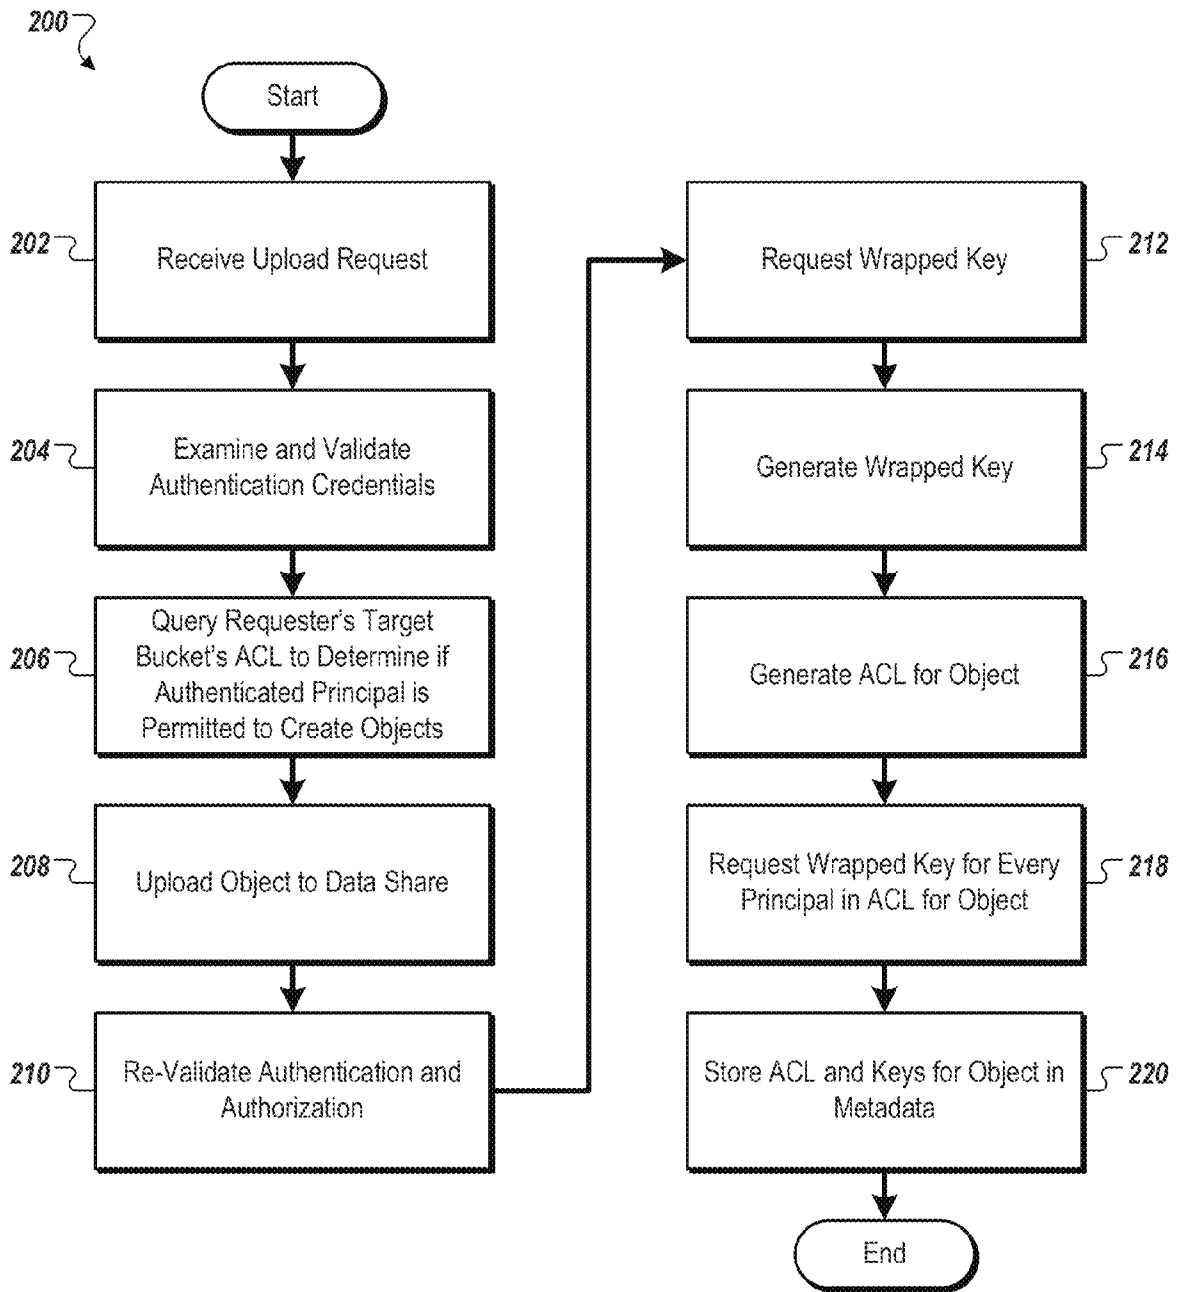 200
Start
202
Receive Upload Request
204
Examine and Validate
Authentication Credentials
206
Query Requester's Target
Bucket's ACL to Determine if
Authenticated Principal is
Permitted to Create Objects
208
Upload Object to Data Share
210
Re-Validate Authentication and
Authorization
Request Wrapped Key
212
Generate Wrapped Key
214
Generate ACL for Object
216
Request Wrapped Key for Every
Principal in ACL for Object
218
Store ACL and Keys for Object in
Metadata
220
End